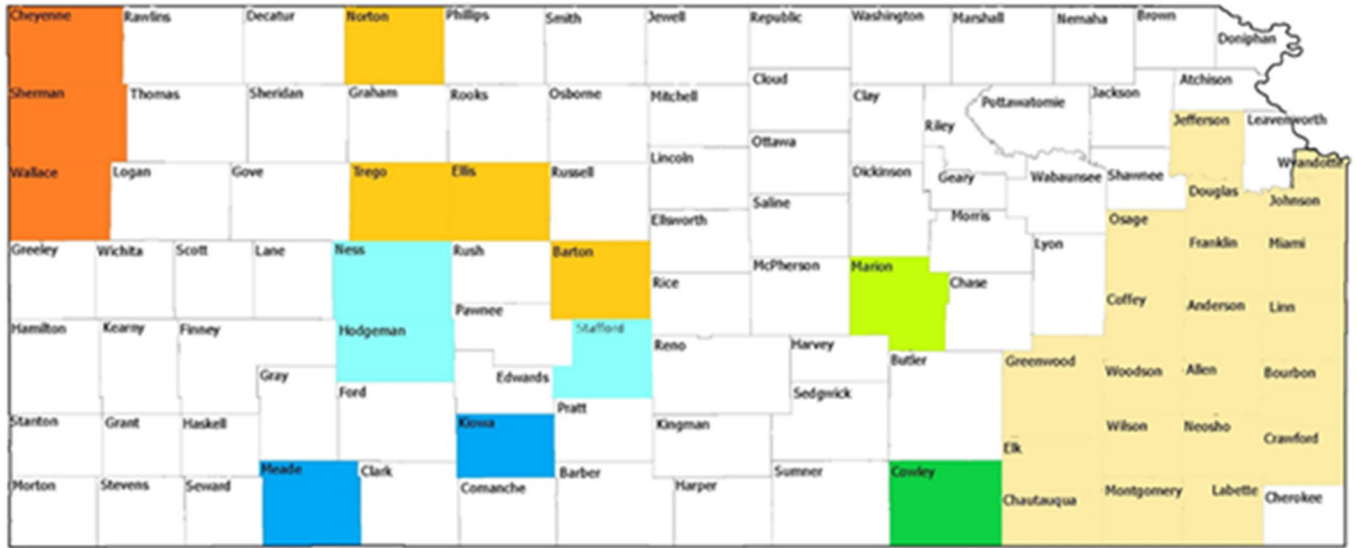 Cheyenne Rawlins Decatur Norton Phillips Smith Jewell Republic Washington Marshall Nemaha Brown
Doniphan
Cloud Atchison
Sherman Thomas Sheridan Graham Rooks Osborne Mitchell Clay Pottawatomie Jackson
Riley Jefferson Leavenworth
Ottawa
Lincoln Wyandotte
Wallace Logan Gove Trego Ellis Russell Dickinson Geary Wabaunsee Shawnee
Douglas
Saline Johnson
Ellsworth Morris Osage
Greeley Wichita Scott Lane Ness Rush Barton Lyon Franklin Miami
McPherson Marion
Rice Chase
Pawnee Coffey Anderson Linn
Hamilton Kearny Finney Hodgeman Stafford
Reno Harvey
Butler Greenwood
Gray Edwards Woodson Allen Bourbon
Ford Sedgwick
Pratt
Stanton Grant Haskell Kiowa Kingman Wilson Neosho
Crawford
Elk
Meade Clark Barber Sumner Cowley
Morton Stevens Seward Comanche Harper Chautauqua Montgomery Labette Cherokee